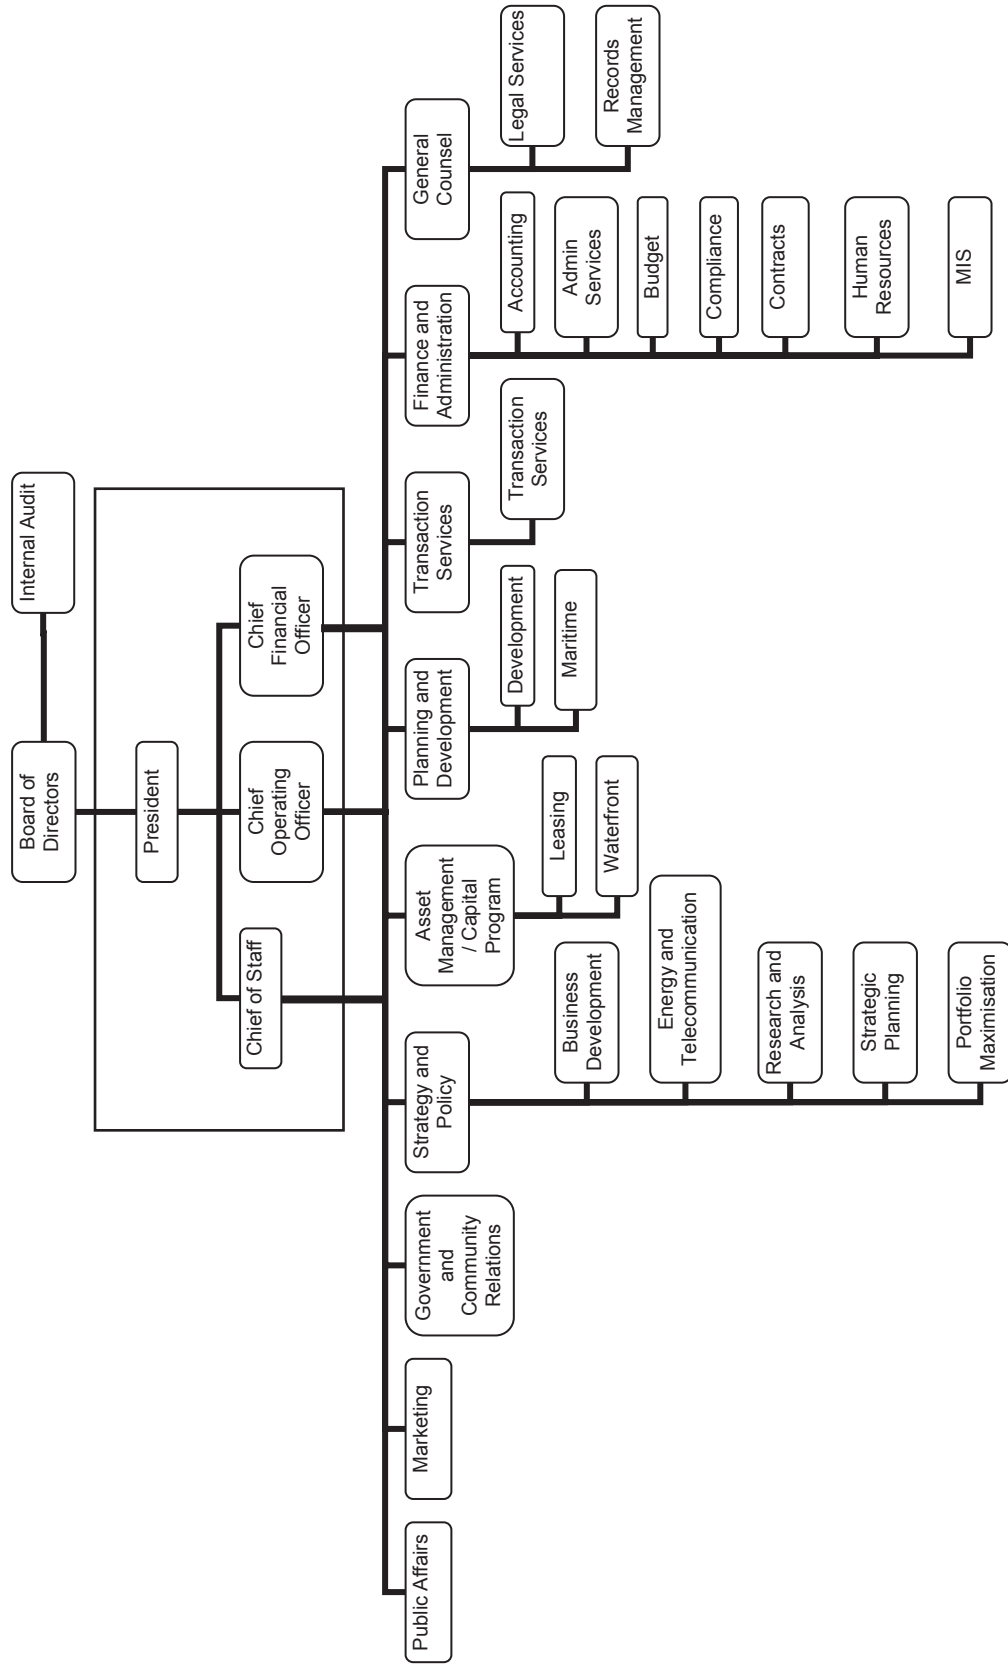 Board of
Directors
Internal Audit
President
Chief of Staff
Chief
Operating
Officer
Chief
Financial
Officer
Public Affairs
Marketing
Government
and
Community
Relations
Strategy and
Policy
Business
Development
Energy and
Telecommunication
Research and
Analysis
Strategic
Planning
Portfolio
Maximisation
Asset
Management
/ Capital
Program
Leasing
Waterfront
Planning and
Development
Development
Maritime
Transaction
Services
Transaction
Services
Finance and
Administration
Accounting
Admin
Services
Budget
Compliance
Contracts
Human
Resources
MIS
General
Counsel
Legal Services
Records
Management